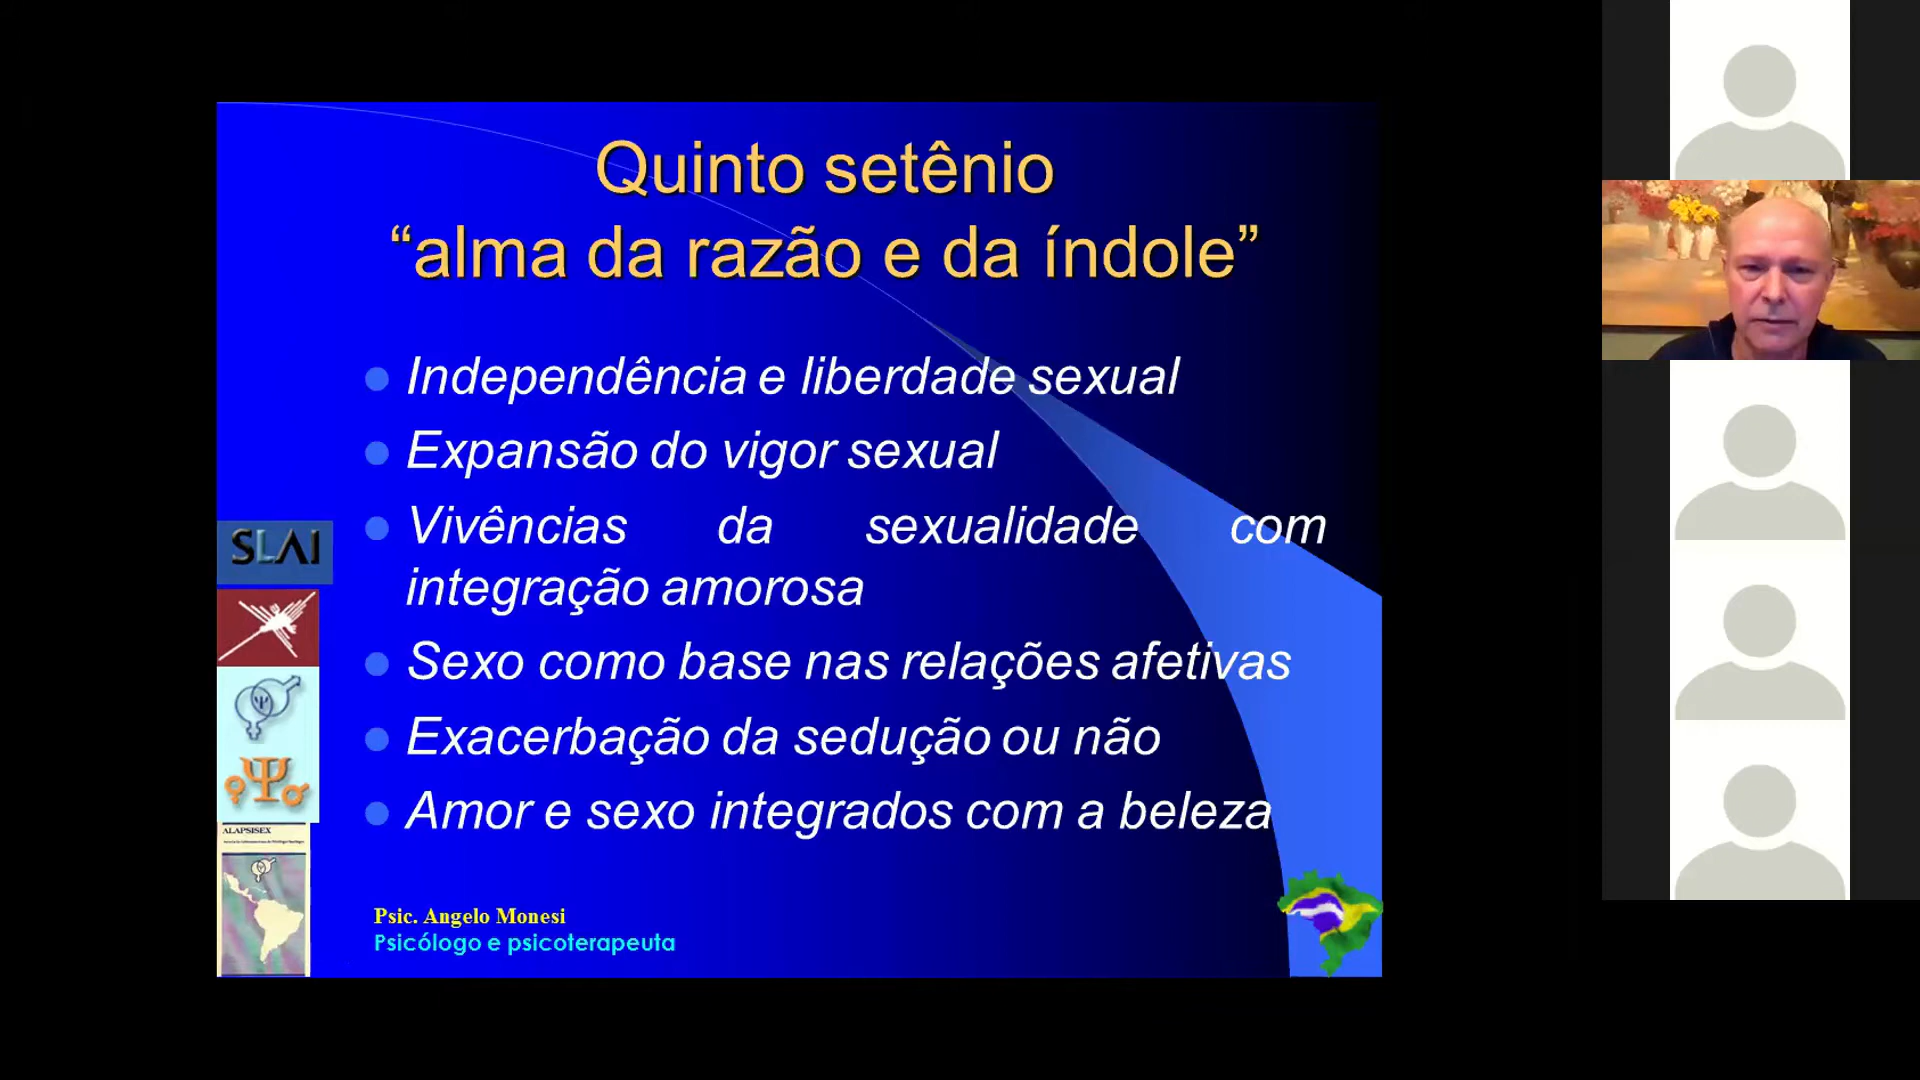 Quinto setênio
“alma da razão e da índole”
Independência e liberdade sexual
Expansão do vigor sexual
Vivências da sexualidade com
integração amorosa
Sexo como base nas relações afetivas
Exacerbação da sedução ou não
Amor e sexo integrados com a beleza
SLAI
ALAPSISEX
Psic. Angelo Monesi
Psicólogo e psicoterapeuta